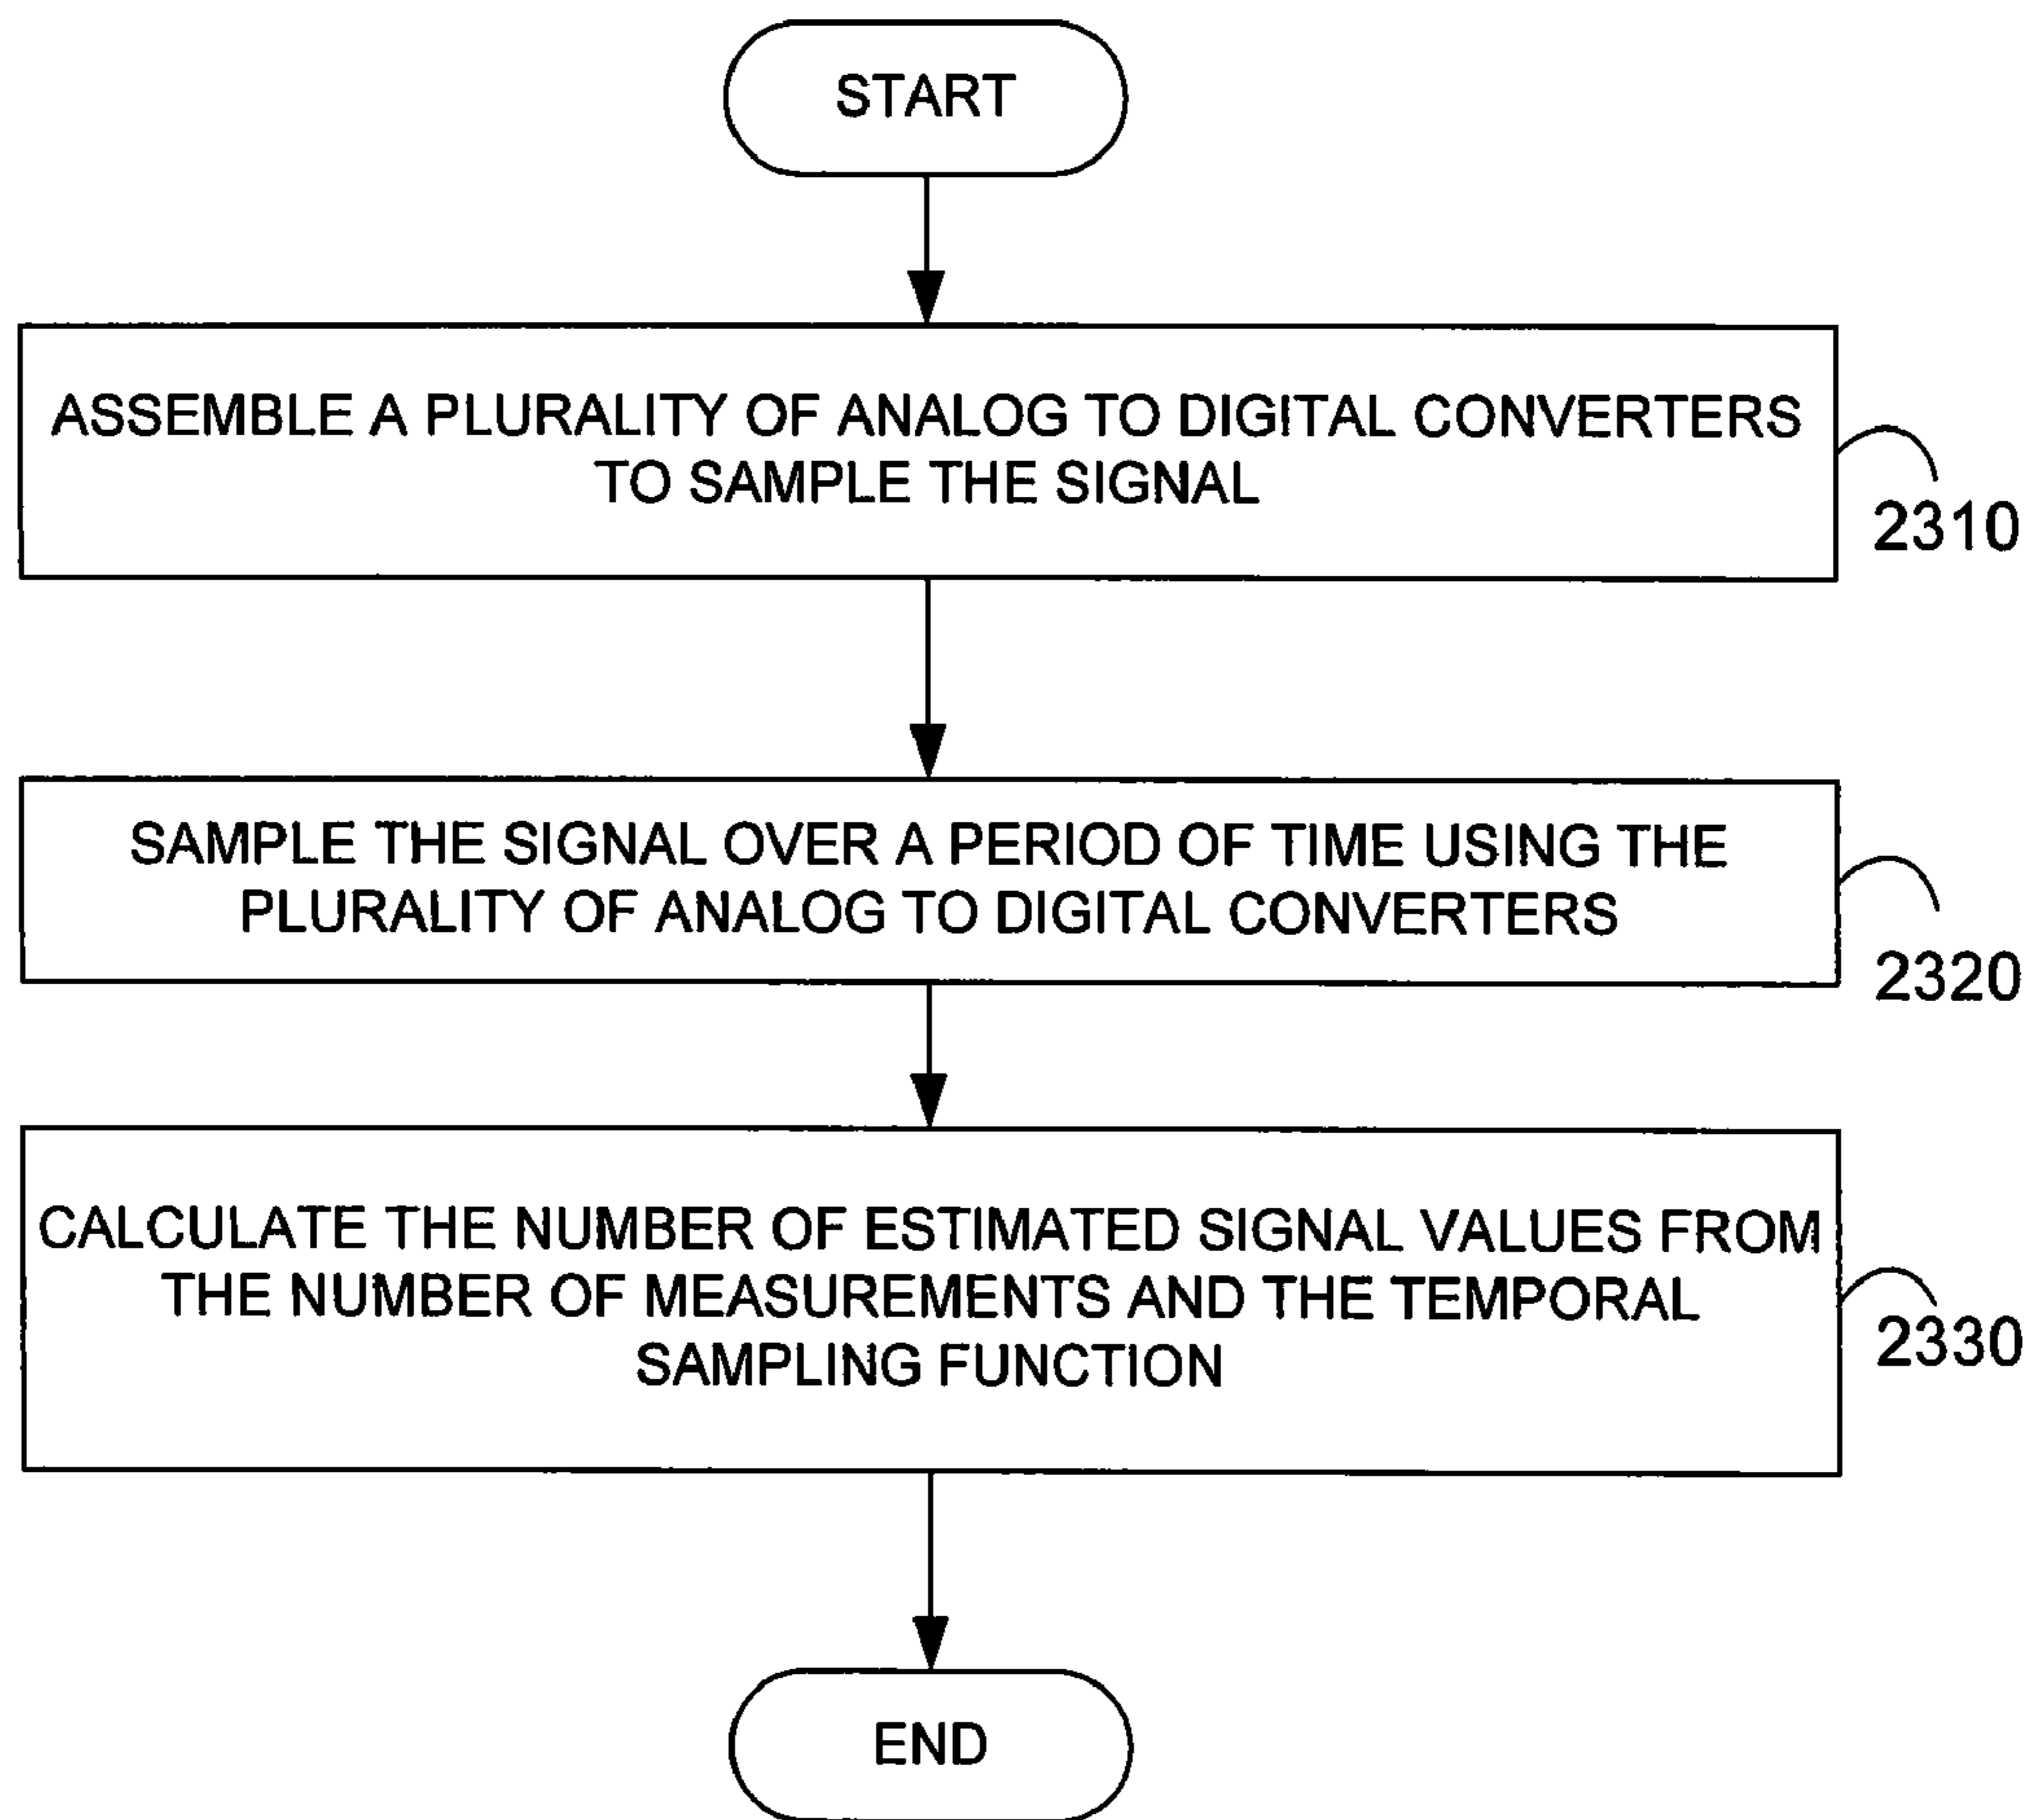 START
ASSEMBLE A PLURALITY OF ANALOG TO DIGITAL CONVERTERS
TO SAMPLE THE SIGNAL
2310
SAMPLE THE SIGNAL OVER A PERIOD OF TIME USING THE
PLURALITY OF ANALOG TO DIGITAL CONVERTERS
2320
CALCULATE THE NUMBER OF ESTIMATED SIGNAL VALUES FROM
THE NUMBER OF MEASUREMENTS AND THE TEMPORAL
SAMPLING FUNCTION
2330
END